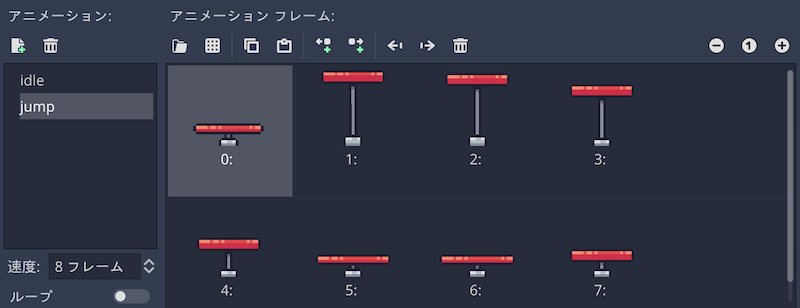 アニメーション:
アニメーション フレーム:
1
idle
jump
0:
1:
2:
3:
4:
5:
6:
7:
速度:
8 フレーム
ループ